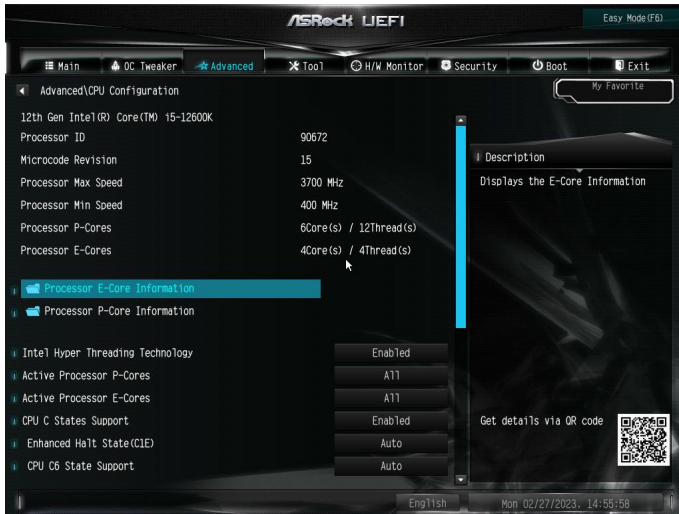 ASRock UEFI
Easy Mode(F6)
Main OC Tweaker Advanced Tool H/W Monitor Security Boot Exit
Advanced\CPU Configuration
My Favorite
12th Gen Intel(R) Core(TM) i5-12600K
Processor ID 90672
Microcode Revision 15
Processor Max Speed 3700 MHz
Processor Min Speed 400 MHz
Processor P-Cores 6Core(s) / 12Thread(s)
Processor E-Cores 4Core(s) / 4Thread(s)
Processor E-Core Information
Processor P-Core Information
Intel Hyper Threading Technology Enabled
Active Processor P-Cores All
Active Processor E-Cores All
CPU C States Support Enabled
Enhanced Halt State(C1E) Auto
CPU C6 State Support Auto
Description
Displays the E-Core Information
Get details via QR code
English
Mon 02/27/2023. 14:55:58